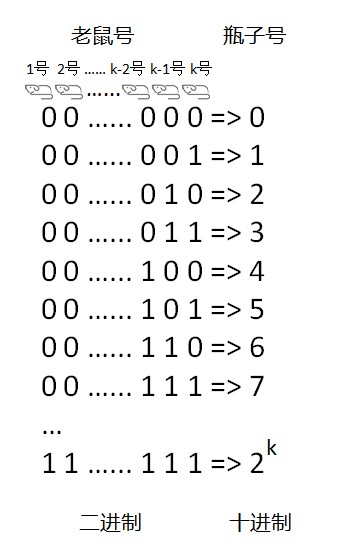 老鼠号 瓶子号
1号 2号 …… k-2号 k-1号 k号
……
0 0 …… 0 0 0 => 0
0 0 …… 0 0 1 => 1
0 0 …… 0 1 0 => 2
0 0 …… 0 1 1 => 3
0 0 …… 1 0 0 => 4
0 0 …… 1 0 1 => 5
0 0 …… 1 1 0 => 6
0 0 …… 1 1 1 => 7
...
1 1 …… 1 1 1 => 2^k
二进制 十进制